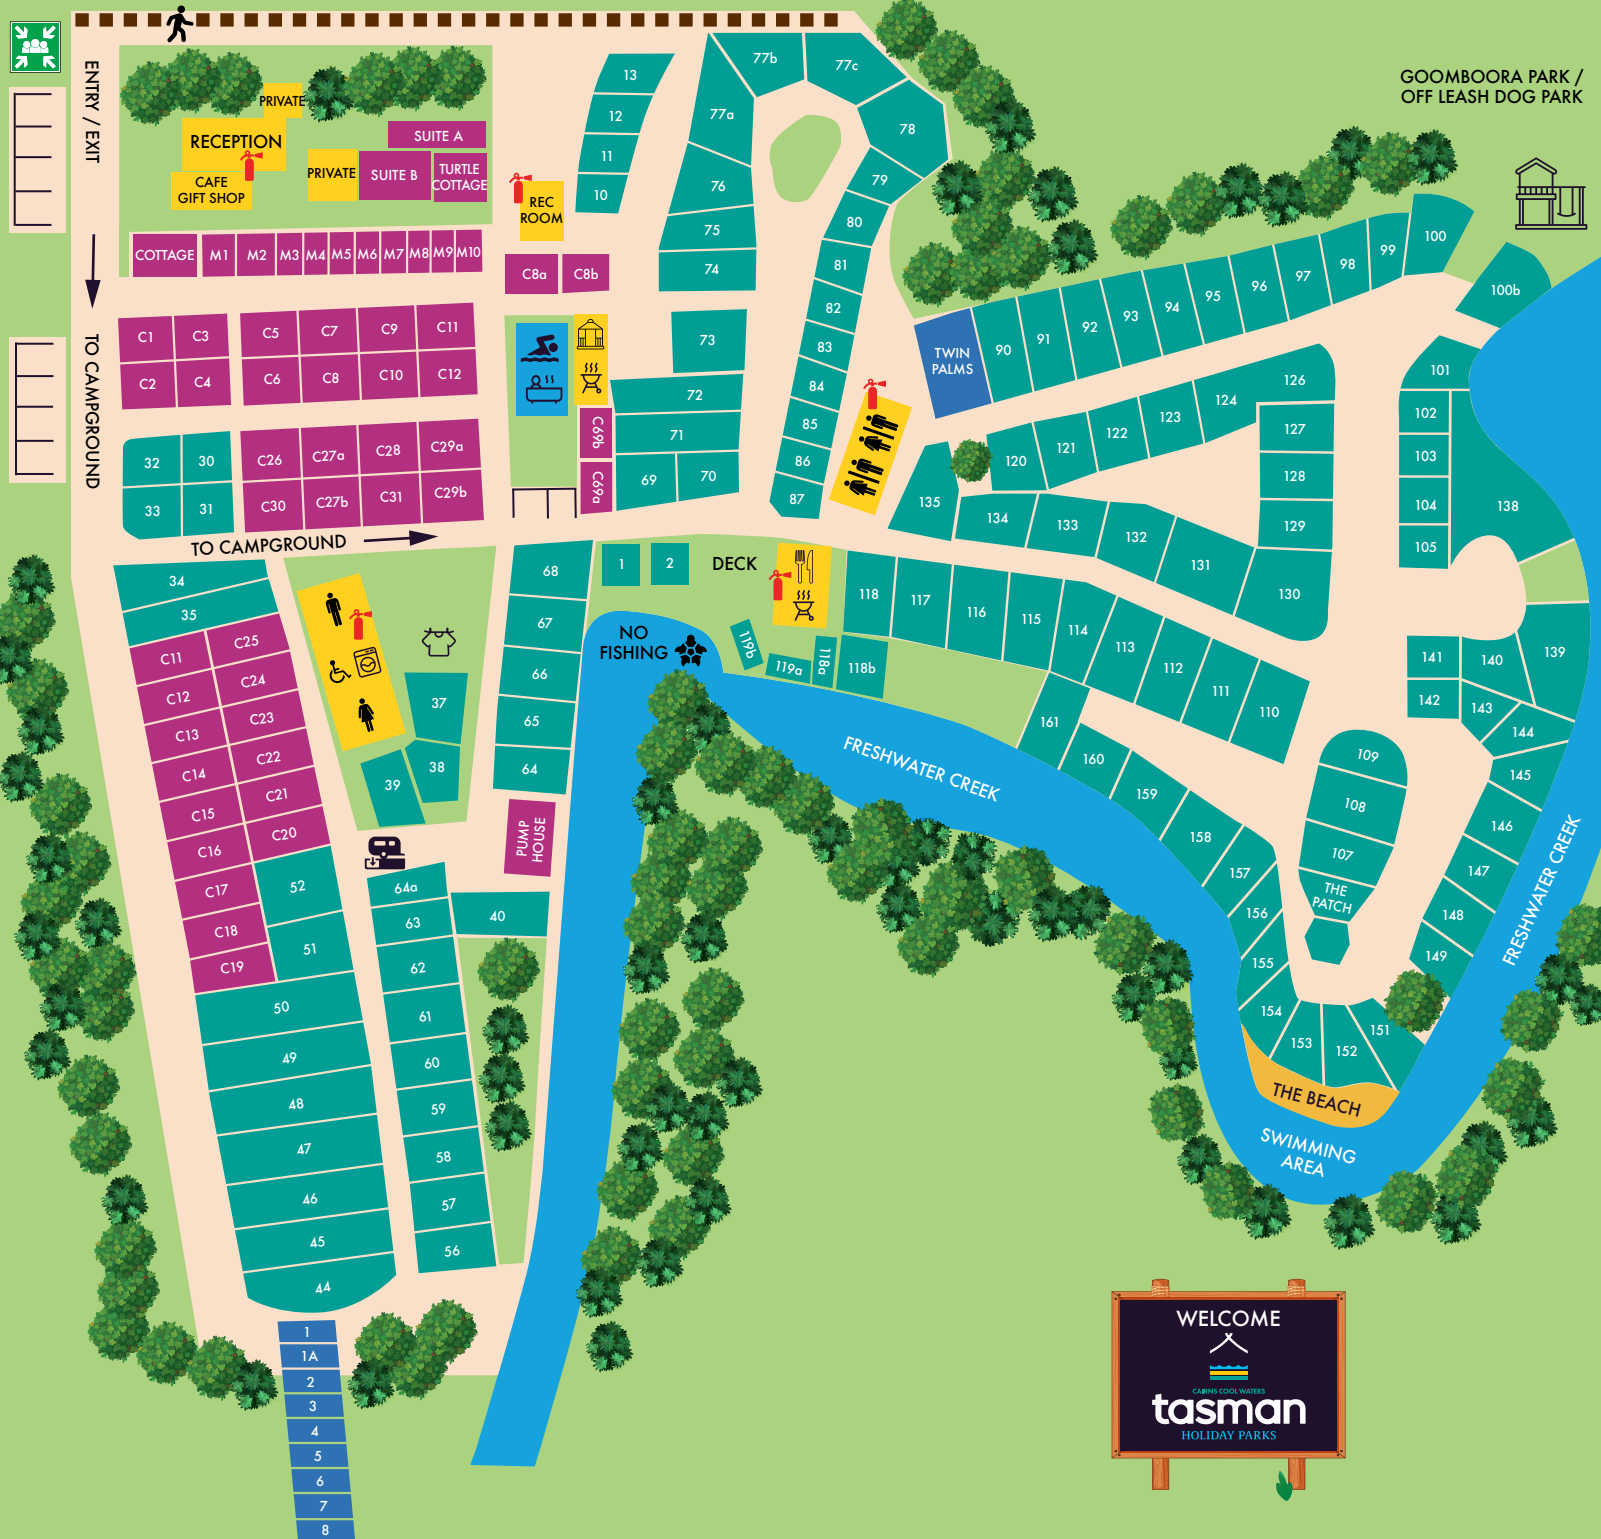 ENTRY / EXIT
TO CAMPGROUND
PRIVATE
RECEPTION
CAFE
GIFT SHOP
PRIVATE
SUITE A
SUITE B
TURTLE
COTTAGE
REC
ROOM
COTTAGE
M1
M2
M3
M4
M5
M6
M7
M8
M9
M10
C8a
C8b
C1
C3
C5
C7
C9
C11
C2
C4
C6
C8
C10
C12
32
30
C26
C27a
C28
C29a
33
31
C30
C27b
C31
C29b
C69b
C69a
TO CAMPGROUND
13
12
11
10
77b
77c
77a
78
76
79
75
80
74
81
73
82
72
83
71
84
69
70
85
86
87
GOOMBOORA PARK /
OFF LEASH DOG PARK
TWIN
PALMS
90
91
92
93
94
95
96
97
98
99
100
100b
101
102
103
104
105
138
126
124
123
122
121
120
127
128
129
130
135
134
133
132
131
34
35
C11
C25
C12
C24
C13
C23
C14
C22
C15
C21
C16
C20
C17
52
C18
51
C19
50
49
48
47
46
45
44
37
38
39
68
67
66
65
64
PUMP
HOUSE
64a
63
40
62
61
60
59
58
57
56
1
2
DECK
NO
FISHING
119b
119a
118a
118b
118
117
116
115
114
113
112
111
110
161
160
159
158
157
156
155
154
153
152
151
FRESHWATER CREEK
109
108
107
THE
PATCH
141
140
139
142
143
144
145
146
147
148
149
FRESHWATER CREEK
THE BEACH
SWIMMING
AREA
1
1A
2
3
4
5
6
7
8
WELCOME
CAIRNS COOL WATERS
tasman
HOLIDAY PARKS